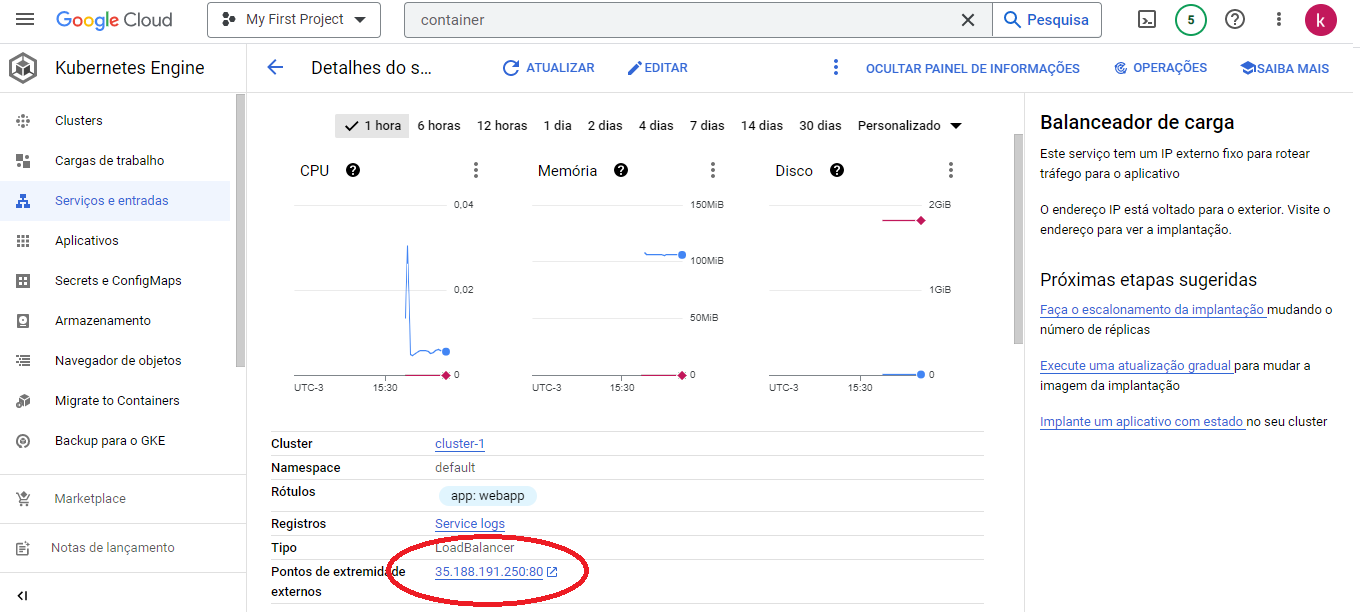 Google Cloud
My First Project
container
Pesquisa
5
k
Kubernetes Engine
Detalhes do s...
ATUALIZAR
EDITAR
OCULTAR PAINEL DE INFORMAÇÕES
OPERAÇÕES
SAIBA MAIS
Clusters
Cargas de trabalho
Serviços e entradas
Aplicativos
Secrets e ConfigMaps
Armazenamento
Navegador de objetos
Migrate to Containers
Backup para o GKE
Marketplace
Notas de lançamento
1 hora 6 horas 12 horas 1 dia 2 dias 4 dias 7 dias 14 dias 30 dias Personalizado
CPU
0,04
0,02
0
UTC-3 15:30
Memória
150MiB
100MiB
50MiB
0
UTC-3 15:30
Disco
2GiB
1GiB
0
UTC-3 15:30
Cluster cluster-1
Namespace default
Rótulos app: webapp
Registros Service logs
Tipo LoadBalancer
Pontos de extremidade 35.188.191.250:80
externos
Balanceador de carga
Este serviço tem um IP externo fixo para rotear
tráfego para o aplicativo
O endereço IP está voltado para o exterior. Visite o
endereço para ver a implantação.
Próximas etapas sugeridas
Faça o escalonamento da implantação mudando o
número de réplicas
Execute uma atualização gradual para mudar a
imagem da implantação
Implante um aplicativo com estado no seu cluster